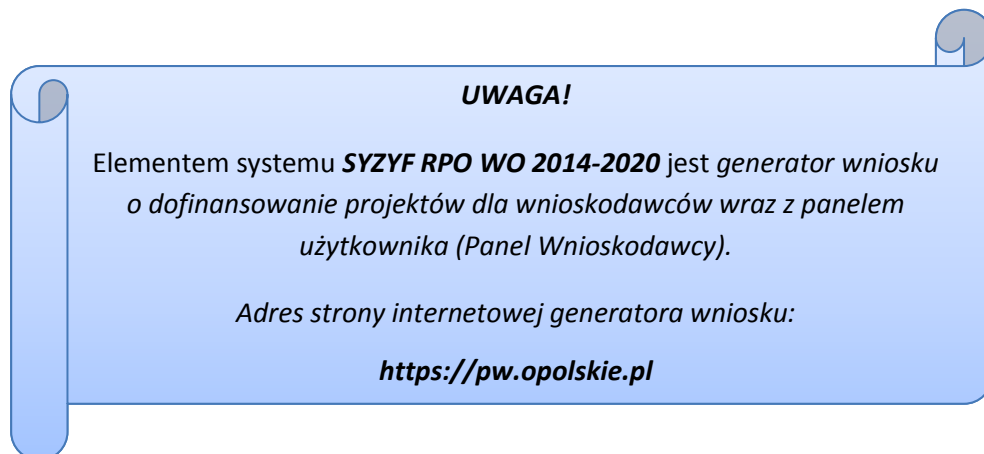 UWAGA!
Elementem systemu SYZYF RPO WO 2014-2020 jest generator wniosku
o dofinansowanie projektów dla wnioskodawców wraz z panelem
użytkownika (Panel Wnioskodawcy).
Adres strony internetowej generatora wniosku:
https://pw.opolskie.pl